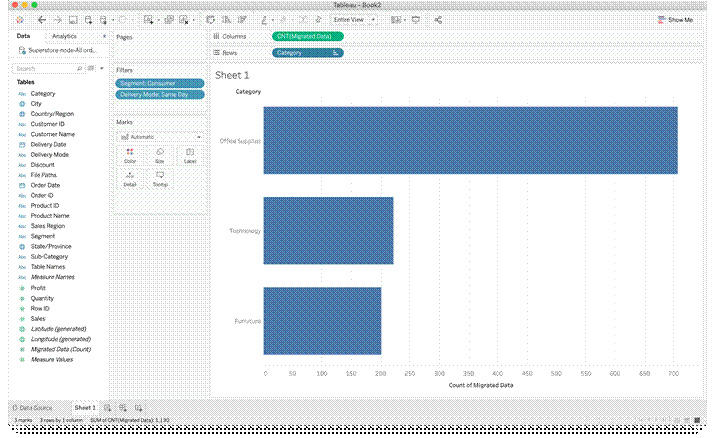 Tableau - Book2
Entire View
Show Me
Data Analytics
Pages
Columns CNT(Migrated Data)
Rows Category
Superstore-node-All ord...
Search
Tables
Category
City
Country/Region
Customer ID
Customer Name
Delivery Date
Delivery Mode
Discount
File Paths
Order Date
Order ID
Product ID
Product Name
Sales Region
Segment
State/Province
Sub-Category
Table Names
Measure Names
Profit
Quantity
Row ID
Sales
Latitude (generated)
Longitude (generated)
Migrated Data (Count)
Measure Values
Filters
Segment: Consumer
Delivery Mode: Same Day
Marks
Automatic
Color Size Label
Detail Tooltip
Sheet 1
Category
Office Supplies
Technology
Furniture
0 50 100 150 200 250 300 350 400 450 500 550 600 650 700
Count of Migrated Data
Data Source Sheet 1
3 marks 3 rows by 1 column SUM of CNT(Migrated Data):